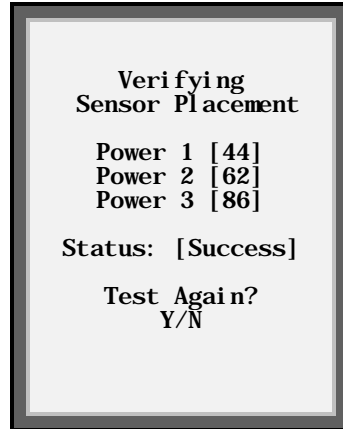 Verifying
Sensor Placement
Power 1 [44]
Power 2 [62]
Power 3 [86]
Status: [Success]
Test Again?
Y/N